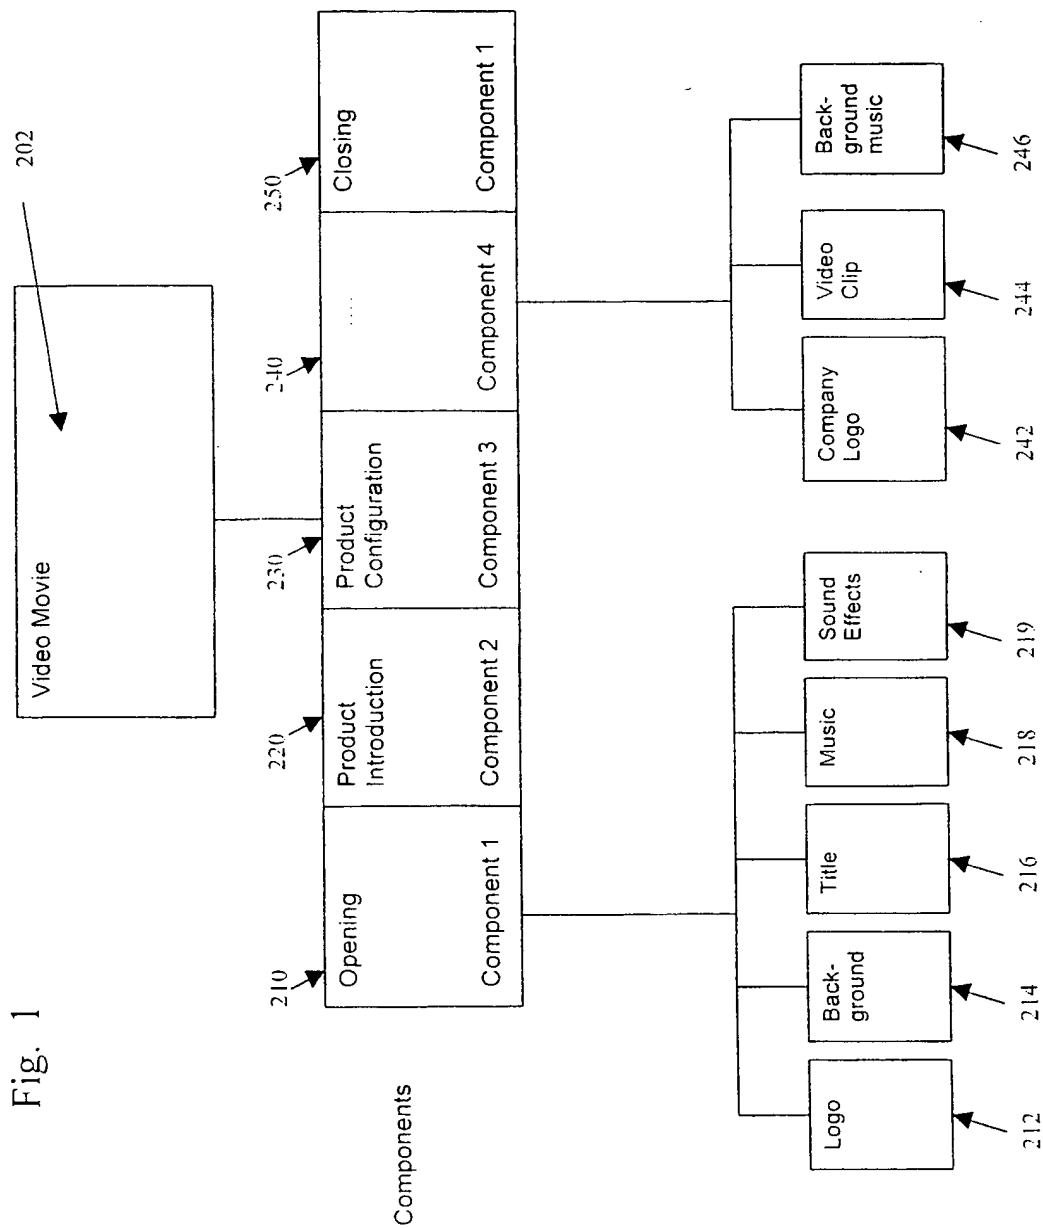 Fig. 1
Video Movie
202
Components
210
220
230
240
250
Opening
Component 1
Product
Introduction
Component 2
Product
Configuration
Component 3
....
Component 4
Closing
Component 1
Logo
Back-
ground
Title
Music
Sound
Effects
Company
Logo
Video
Clip
Back-
ground
music
212
214
216
218
219
242
244
246